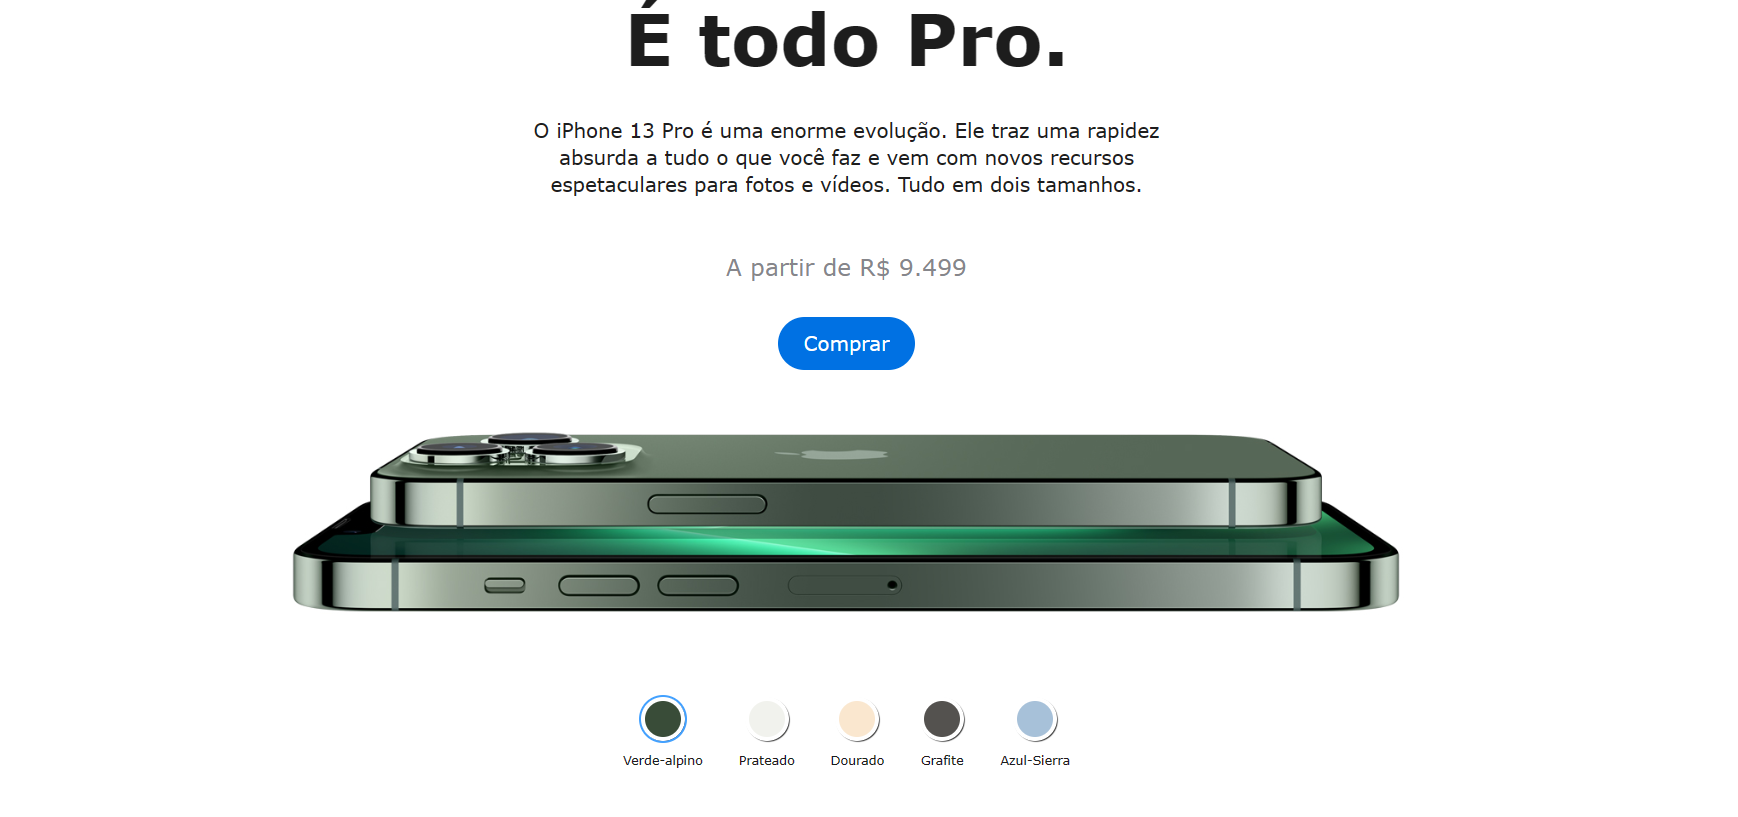 É todo Pro.
O iPhone 13 Pro é uma enorme evolução. Ele traz uma rapidez
absurda a tudo o que você faz e vem com novos recursos
espetaculares para fotos e vídeos. Tudo em dois tamanhos.
A partir de R$ 9.499
Comprar
Verde-alpino
Prateado
Dourado
Grafite
Azul-Sierra